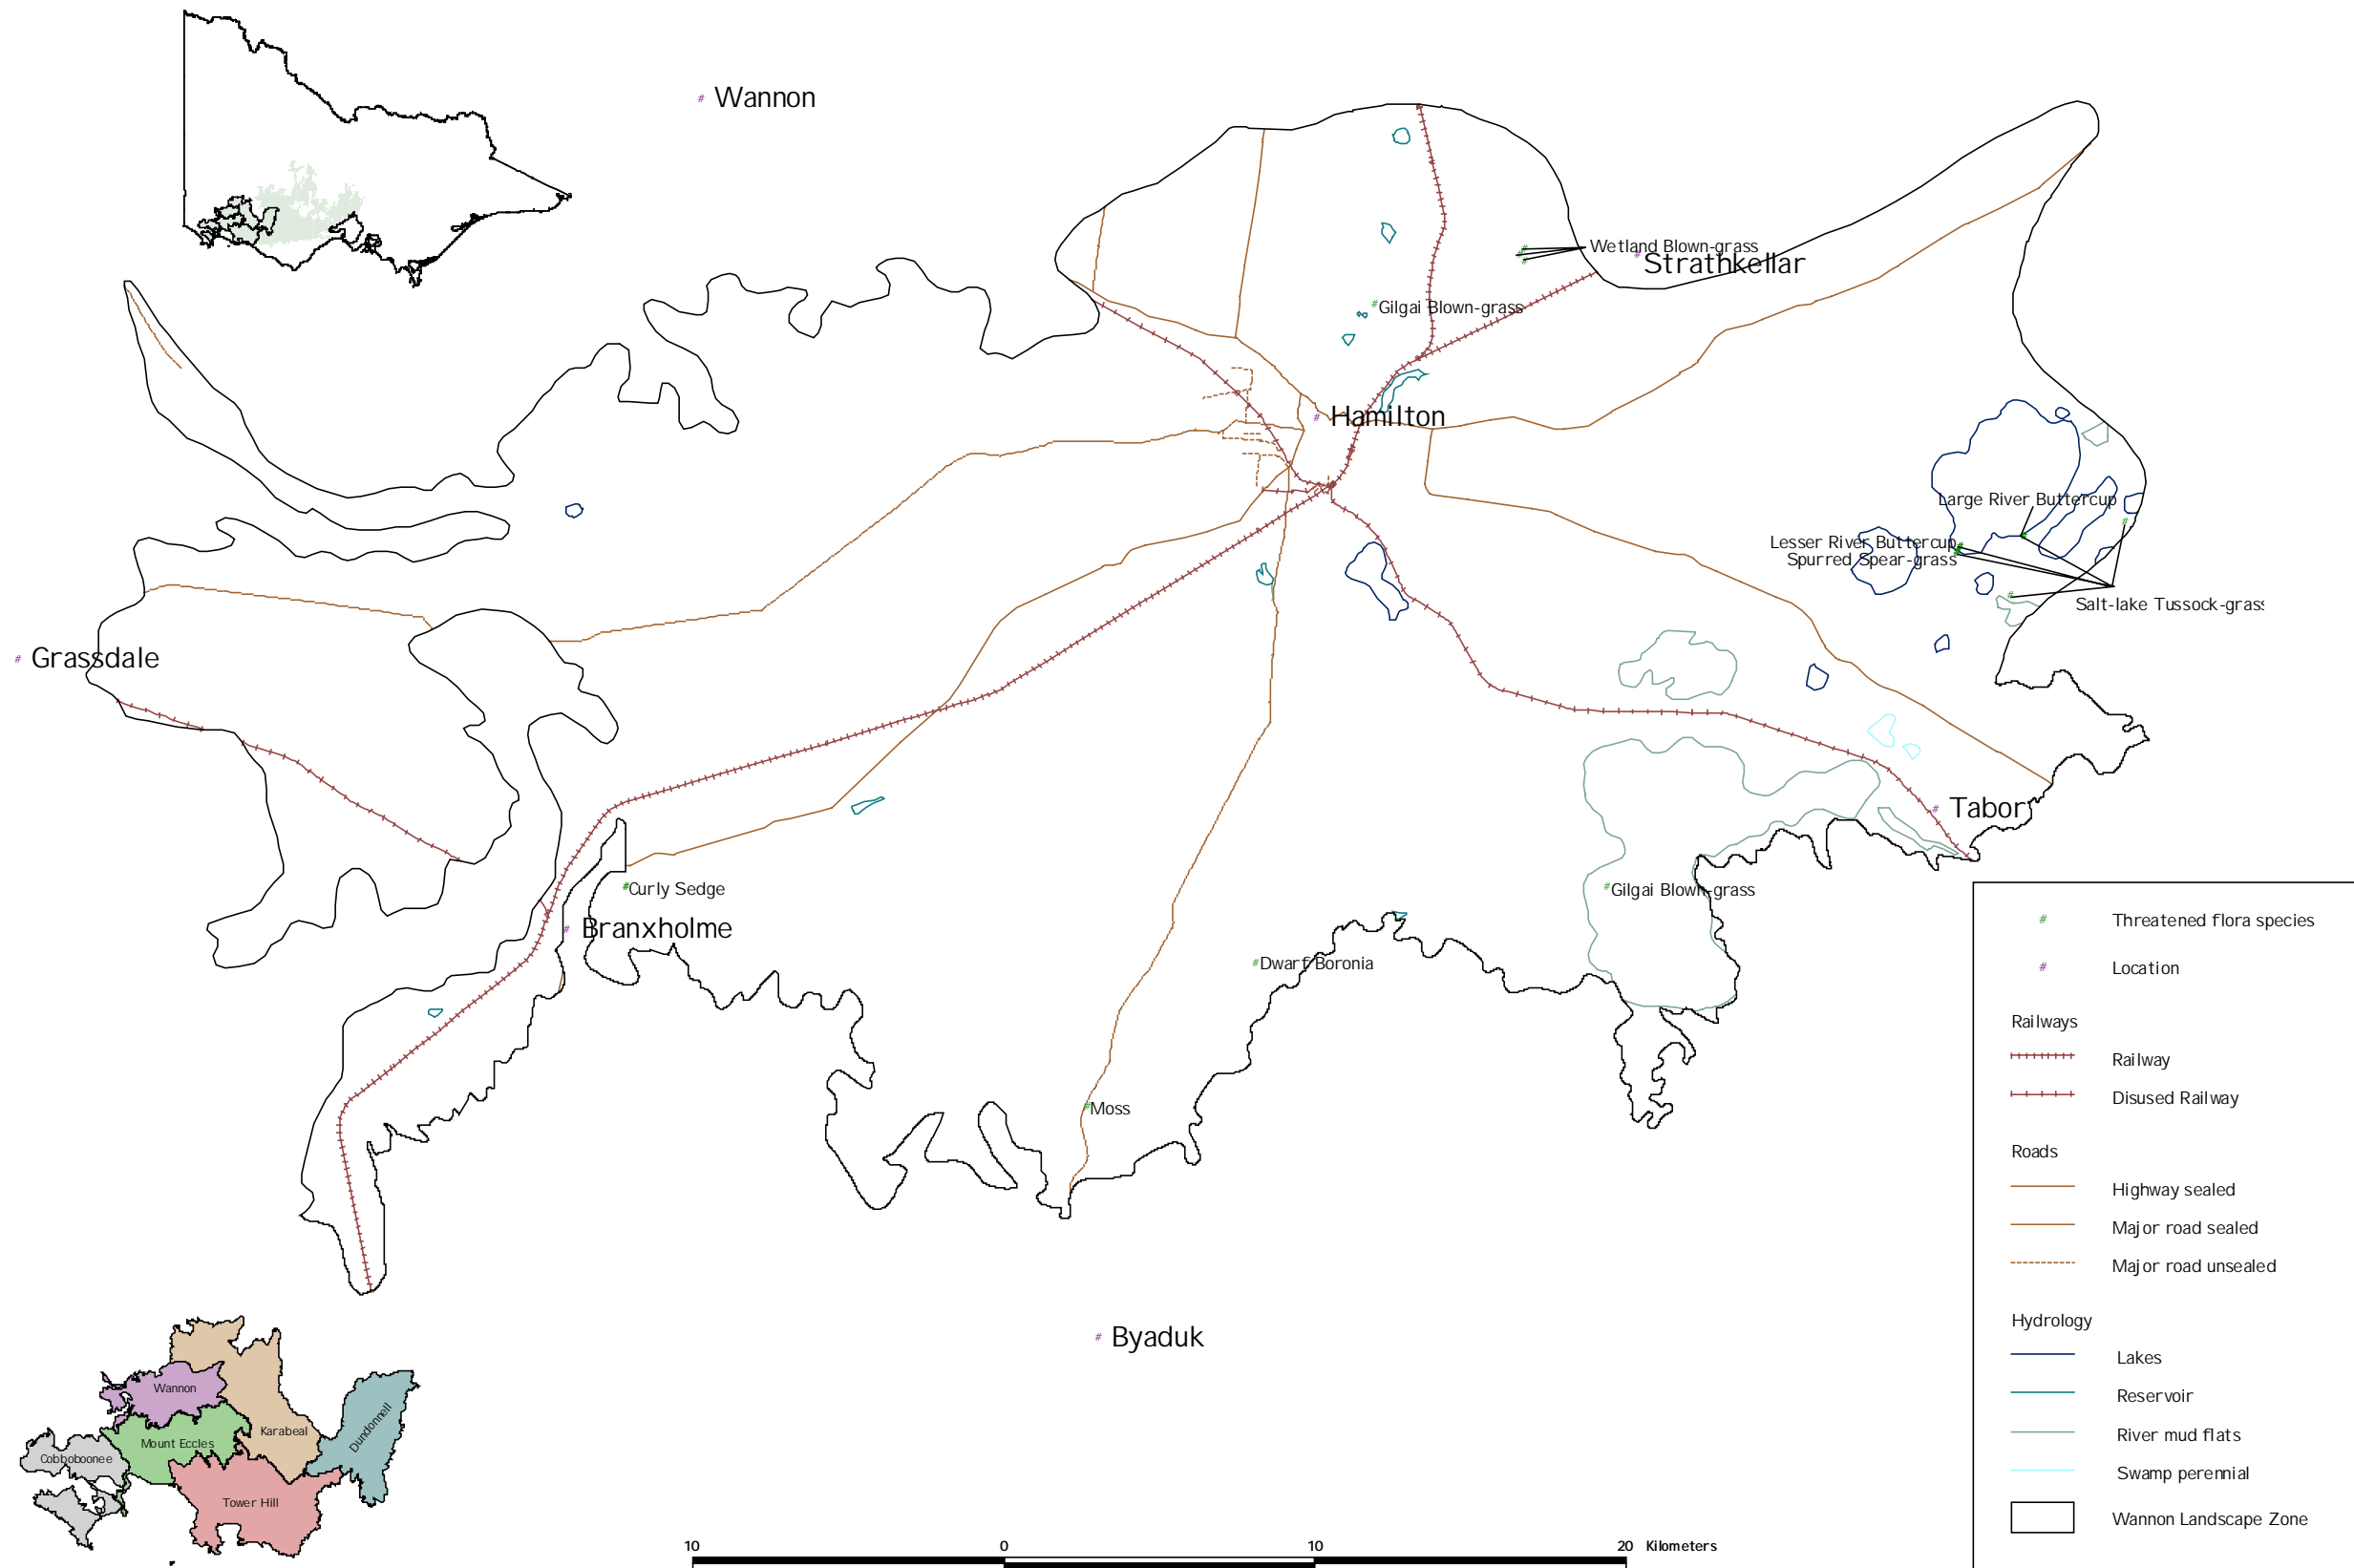 Wannon
Wetland Blown-grass
Strathkellar
Gilgai Blown-grass
Hamilton
Large River Buttercup
Lesser River Buttercup
Spurred Spear-grass
Salt-lake Tussock-grass
Grassdale
Tabor
Curly Sedge
Gilgai Blown-grass
Branxholme
Dwarf Boronia
Moss
Byaduk
Threatened flora species
Location
Railways
Railway
Disused Railway
Roads
Highway sealed
Major road sealed
Major road unsealed
Hydrology
Lakes
Reservoir
River mud flats
Swamp perennial
Wannon Landscape Zone
Wannon
Karabeal
Dundonnell
Mount Eccles
Cobboboonee
Tower Hill
10 0 10 20 Kilometers